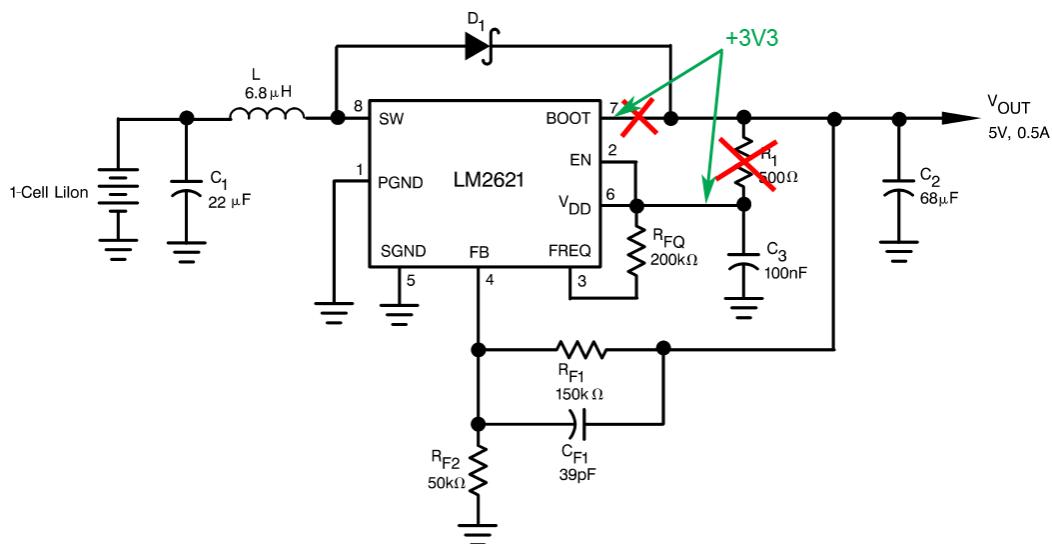 D1
+3V3
L
6.8µH
8
SW
BOOT
7
VOUT
5V, 0.5A
1
PGND
LM2621
EN
2
R1
500Ω
1-Cell LiIon
C1
22 µF
VDD
6
C2
68µF
RFQ
200kΩ
C3
100nF
SGND
FB
FREQ
5
4
3
RF1
150kΩ
CF1
39pF
RF2
50kΩ